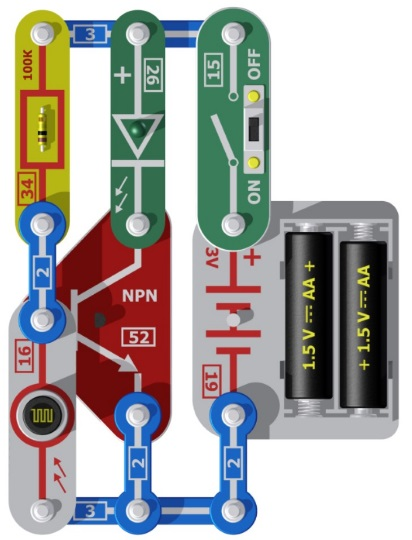 3
100K
34
+
26
15
OFF
ON
2
NPN
52
16
3V
+
19
1.5 V ⎓ AA +
+ 1.5 V ⎓ AA
2
2
3